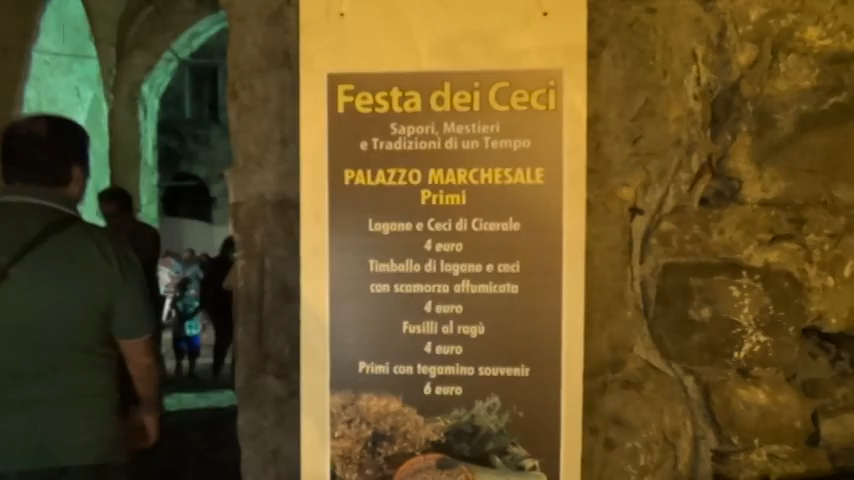 Festa dei Ceci
Sapori, Mestieri
e Tradizioni di un Tempo
PALAZZO MARCHESALE
Primi
Lagane e Ceci di Cicerale
4 euro
Timballo di lagane e ceci
con scamorza affumicata
4 euro
Fusilli al ragù
4 euro
Primi con tegamino souvenir
6 euro